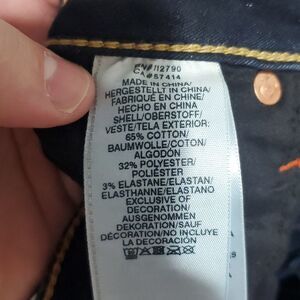 RN# 112790
CA# 57414
MADE IN CHINA/
HERGESTELLT IN CHINA/
FABRIQUÉ EN CHINE/
HECHO EN CHINA
SHELL/OBERSTOFF/
VESTE/TELA EXTERIOR:
65% COTTON/
BAUMWOLLE/COTON/
ALGODÓN
32% POLYESTER/
POLIÉSTER
3% ELASTANE/ELASTAN/
ELASTHANNE/ELASTANO
EXCLUSIVE OF
DECORATION/
AUSGENOMMEN
DEKORATION/SAUF
DÉCORATION/NO INCLUYE
LA DECORACIÓN